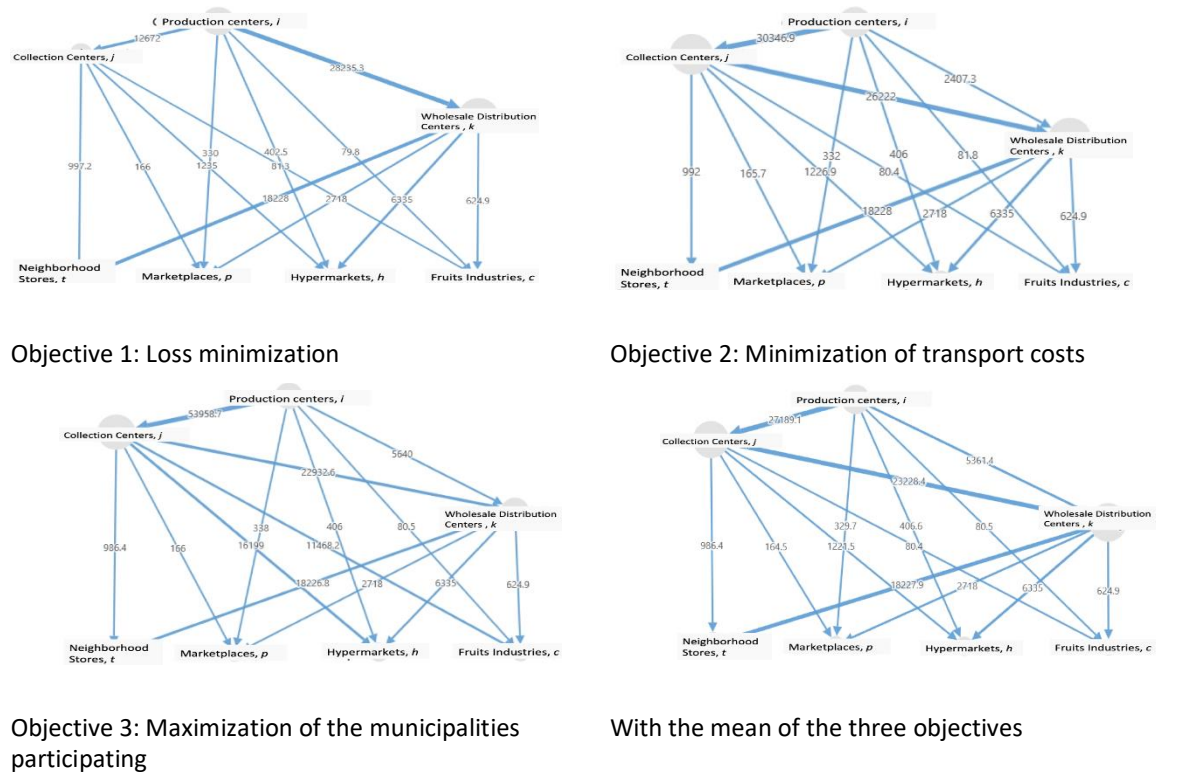 ( Production centers, i
12672
Collection Centers, j
28235.3
Wholesale Distribution
Centers , k
997.2
166
330
1235
402.5
81.3
79.8
18228
2718
6335
624.9
Neighborhood
Stores, t
Marketplaces, p
Hypermarkets, h
Fruits Industries, c
Objective 1: Loss minimization
Production centers, i
30346.9
Collection Centers, j
2407.3
26222
Wholesale Distribution
Centers , k
992
165.7
332
1226.9
406
80.4
81.8
18228
2718
6335
624.9
Neighborhood
Stores, t
Marketplaces, p
Hypermarkets, h
Fruits Industries, c
Objective 2: Minimization of transport costs
Production centers, i
53958.7
Collection Centers, j
5640
22932.6
Wholesale Distribution
Centers , k
986.4
166
338
16199
406
11468.2
80.5
18226.8
2718
6335
624.9
Neighborhood
Stores, t
Marketplaces, p
Hypermarkets, h
Fruits Industries, c
Objective 3: Maximization of the municipalities
participating
Production centers, i
27189.1
Collection Centers, j
5361.4
23228.4
Wholesale Distribution
Centers , k
986.4
164.5
329.7
1221.5
406.6
80.4
80.5
18227.9
2718
6335
624.9
Neighborhood
Stores, t
Marketplaces, p
Hypermarkets, h
Fruits Industries, c
With the mean of the three objectives